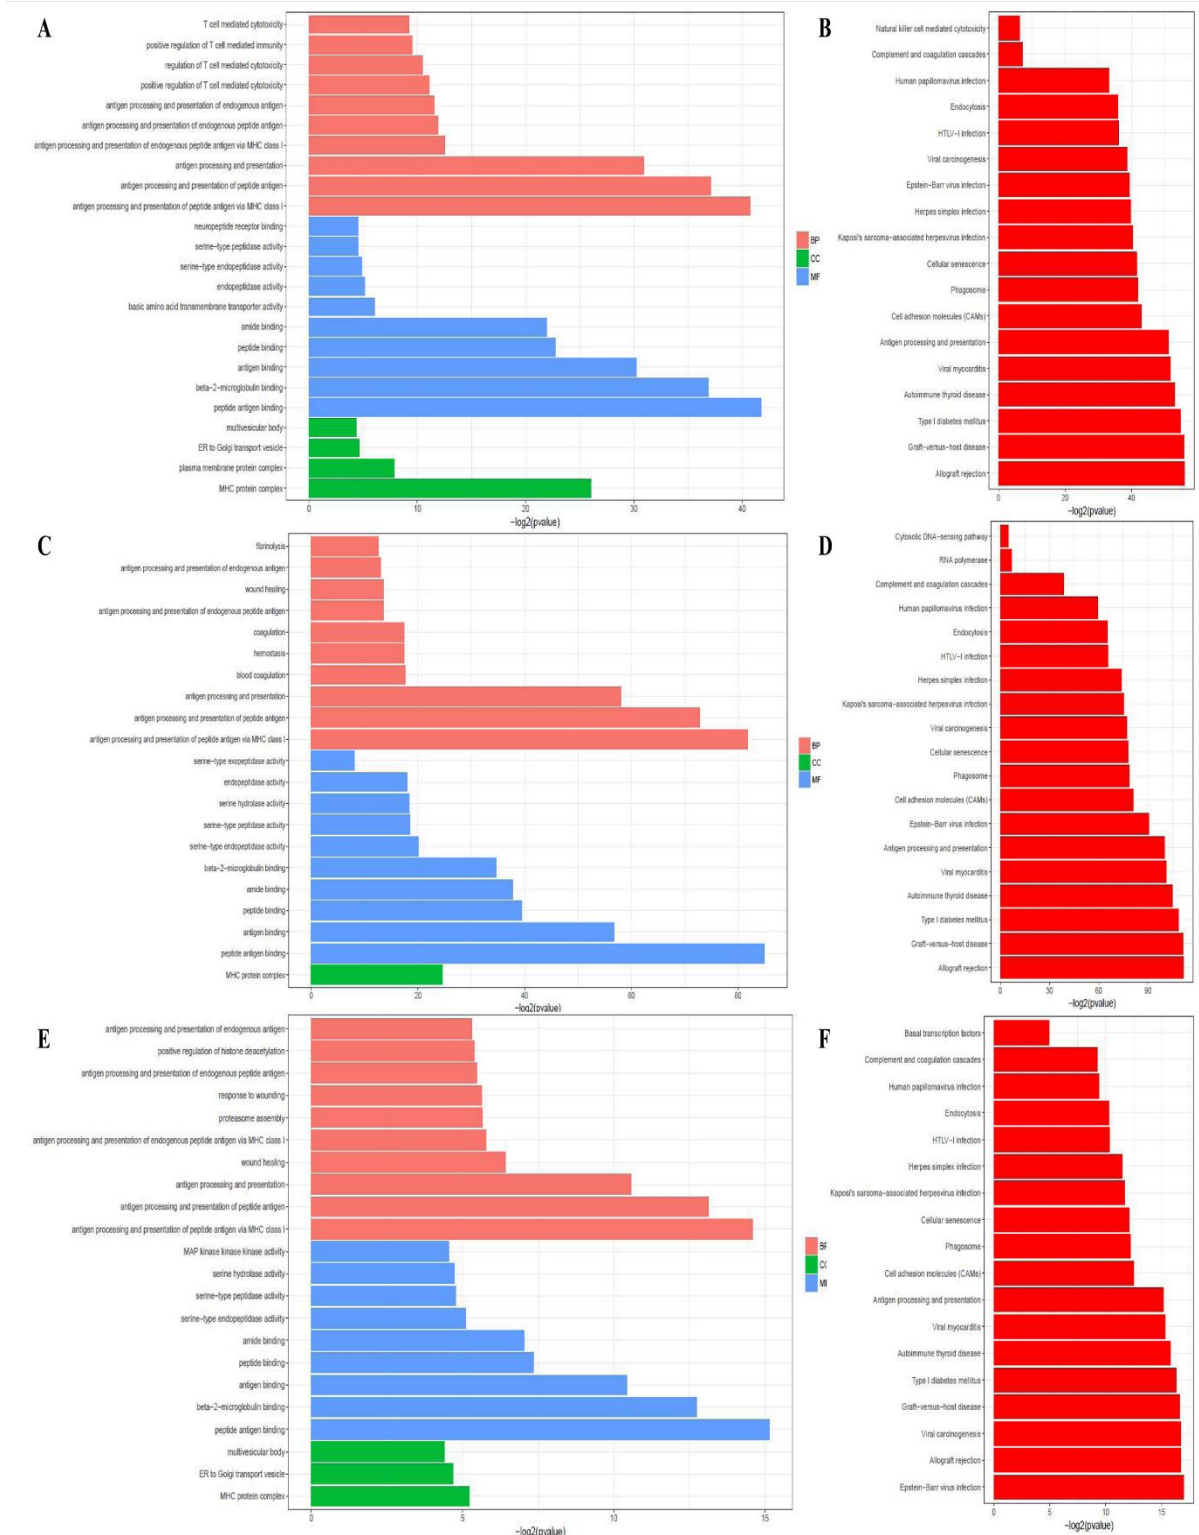 A
T cell mediated cytotoxicity
positive regulation of T cell mediated immunity
regulation of T cell mediated cytotoxicity
positive regulation of T cell mediated cytotoxicity
antigen processing and presentation of endogenous antigen
antigen processing and presentation of endogenous peptide antigen
antigen processing and presentation of endogenous peptide antigen via MHC class I
antigen processing and presentation
antigen processing and presentation of peptide antigen
antigen processing and presentation of peptide antigen via MHC class I
neuropeptide receptor binding
serine-type peptidase activity
serine-type endopeptidase activity
endopeptidase activity
basic amino acid transmembrane transporter activity
amide binding
peptide binding
antigen binding
beta-2-microglobulin binding
peptide antigen binding
multivesicular body
ER to Golgi transport vesicle
plasma membrane protein complex
MHC protein complex
0 10 20 30 40
-log2(pvalue)
BP
CC
MF
B
Natural killer cell mediated cytotoxicity
Complement and coagulation cascades
Human papillomavirus infection
Endocytosis
HTLV-I infection
Viral carcinogenesis
Epstein-Barr virus infection
Herpes simplex infection
Kaposi's sarcoma-associated herpesvirus infection
Cellular senescence
Phagosome
Cell adhesion molecules (CAMs)
Antigen processing and presentation
Viral myocarditis
Autoimmune thyroid disease
Type I diabetes mellitus
Graft-versus-host disease
Allograft rejection
0 20 40
-log2(pvalue)
C
fibrinolysis
antigen processing and presentation of endogenous antigen
wound healing
antigen processing and presentation of endogenous peptide antigen
coagulation
hemostasis
blood coagulation
antigen processing and presentation
antigen processing and presentation of peptide antigen
antigen processing and presentation of peptide antigen via MHC class I
serine-type exopeptidase activity
endopeptidase activity
serine hydrolase activity
serine-type peptidase activity
serine-type endopeptidase activity
beta-2-microglobulin binding
amide binding
peptide binding
antigen binding
peptide antigen binding
MHC protein complex
0 20 40 60 80
-log2(pvalue)
BP
CC
MF
D
Cytosolic DNA-sensing pathway
RNA polymerase
Complement and coagulation cascades
Human papillomavirus infection
Endocytosis
HTLV-I infection
Herpes simplex infection
Kaposi's sarcoma-associated herpesvirus infection
Viral carcinogenesis
Cellular senescence
Phagosome
Cell adhesion molecules (CAMs)
Epstein-Barr virus infection
Antigen processing and presentation
Viral myocarditis
Autoimmune thyroid disease
Type I diabetes mellitus
Graft-versus-host disease
Allograft rejection
0 30 60 90
-log2(pvalue)
E
antigen processing and presentation of endogenous antigen
positive regulation of histone deacetylation
antigen processing and presentation of endogenous peptide antigen
response to wounding
proteasome assembly
antigen processing and presentation of endogenous peptide antigen via MHC class I
wound healing
antigen processing and presentation
antigen processing and presentation of peptide antigen
antigen processing and presentation of peptide antigen via MHC class I
MAP kinase kinase kinase activity
serine hydrolase activity
serine-type peptidase activity
serine-type endopeptidase activity
amide binding
peptide binding
antigen binding
beta-2-microglobulin binding
peptide antigen binding
multivesicular body
ER to Golgi transport vesicle
MHC protein complex
0 5 10 15
-log2(pvalue)
F
Basal transcription factors
Complement and coagulation cascades
Human papillomavirus infection
Endocytosis
HTLV-I infection
Herpes simplex infection
Kaposi's sarcoma-associated herpesvirus infection
Cellular senescence
Phagosome
Cell adhesion molecules (CAMs)
Antigen processing and presentation
Viral myocarditis
Autoimmune thyroid disease
Type I diabetes mellitus
Graft-versus-host disease
Viral carcinogenesis
Allograft rejection
Epstein-Barr virus infection
0 5 10 15
-log2(pvalue)